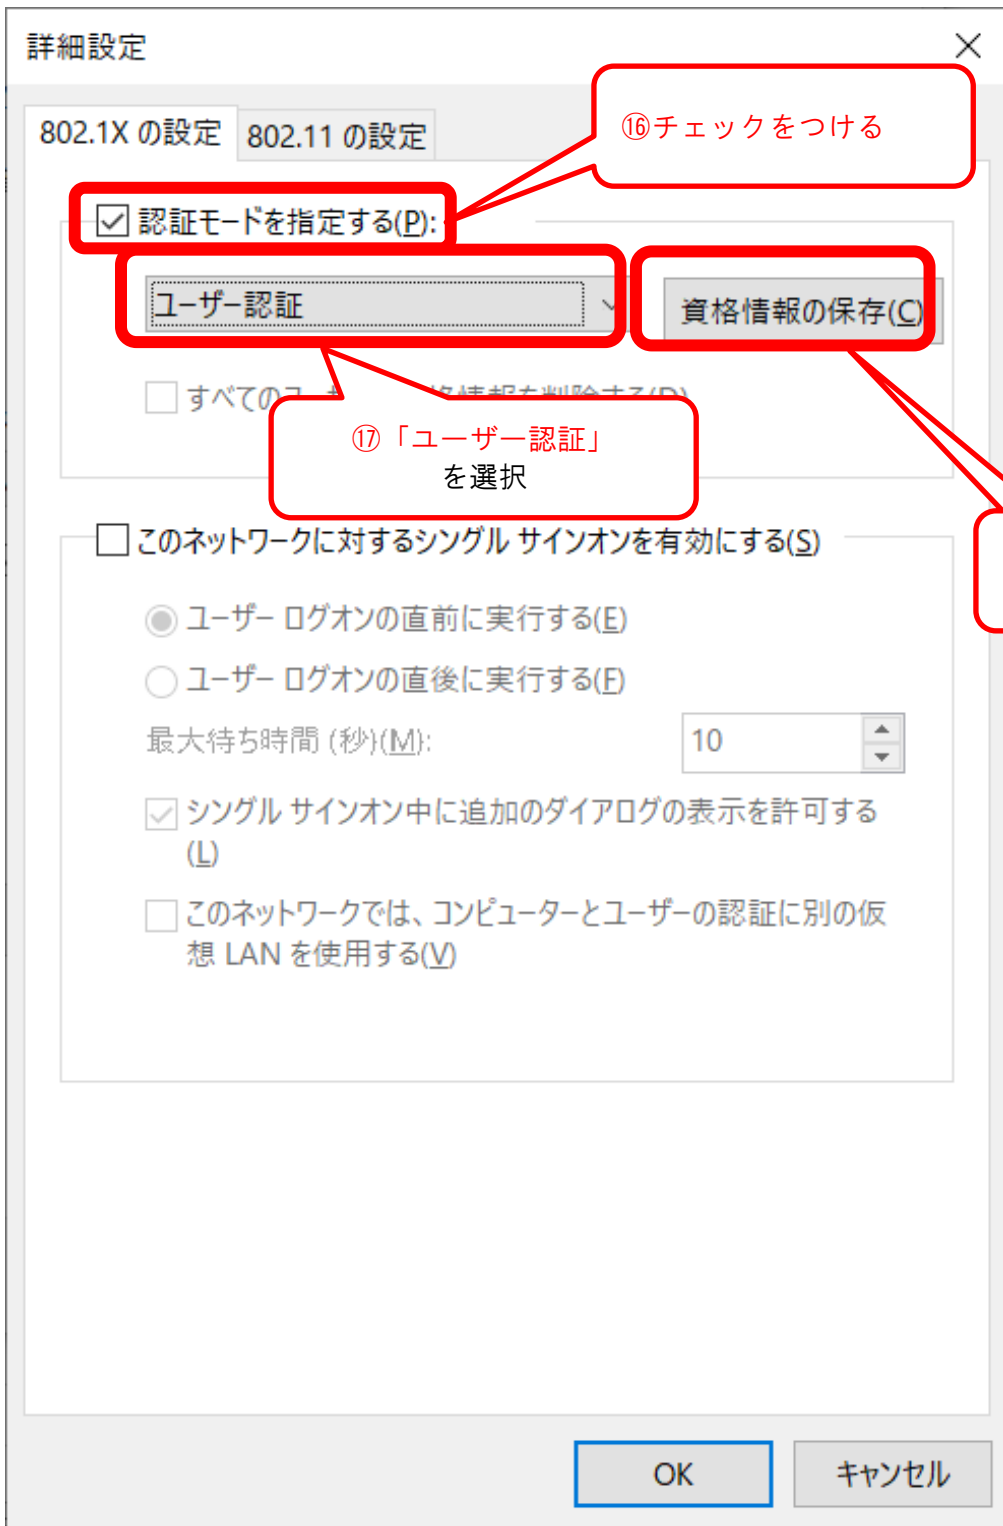 詳細設定
⑯チェックをつける
802.1X の設定
802.11 の設定
認証モードを指定する(P):
ユーザー認証
資格情報の保存(C)
すべての
⑰「ユーザー認証」
を選択
このネットワークに対するシングル サインオンを有効にする(S)
ユーザー ログオンの直前に実行する(E)
ユーザー ログオンの直後に実行する(F)
最大待ち時間 (秒)(M):
10
シングル サインオン中に追加のダイアログの表示を許可する
(L)
このネットワークでは、コンピューターとユーザーの認証に別の仮
想 LAN を使用する(V)
OK
キャンセル